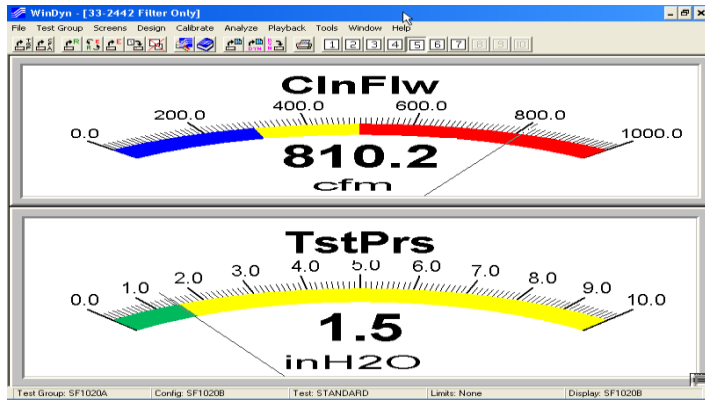 WinDyn - [33-2442 Filter Only]
File Test Group Screens Design Calibrate Analyze Playback Tools Window Help
1 2 3 4 5 6 7 8 9 10
ClnFlw
0.0 200.0 400.0 600.0 800.0 1000.0
810.2
cfm
TstPrs
0.0 1.0 2.0 3.0 4.0 5.0 6.0 7.0 8.0 9.0 10.0
1.5
inH2O
Test Group: SF1020A Config: SF1020B Test: STANDARD Limits: None Display: SF1020B